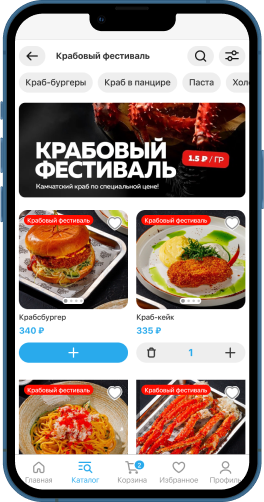 Крабовый фестиваль
Краб-бургеры
Краб в панцире
Паста
Холо
КРАБОВЫЙ
ФЕСТИВАЛЬ
1.5 ₽ / ГР
Камчатский краб по специальной цене!
Крабовый фестиваль
Крабовый фестиваль
Крабсбургер
Краб-кейк
340 ₽
335 ₽
+
1 +
Крабовый фестиваль
Крабовый фестиваль
2
Главная
Каталог
Корзина
Избранное
Профиль